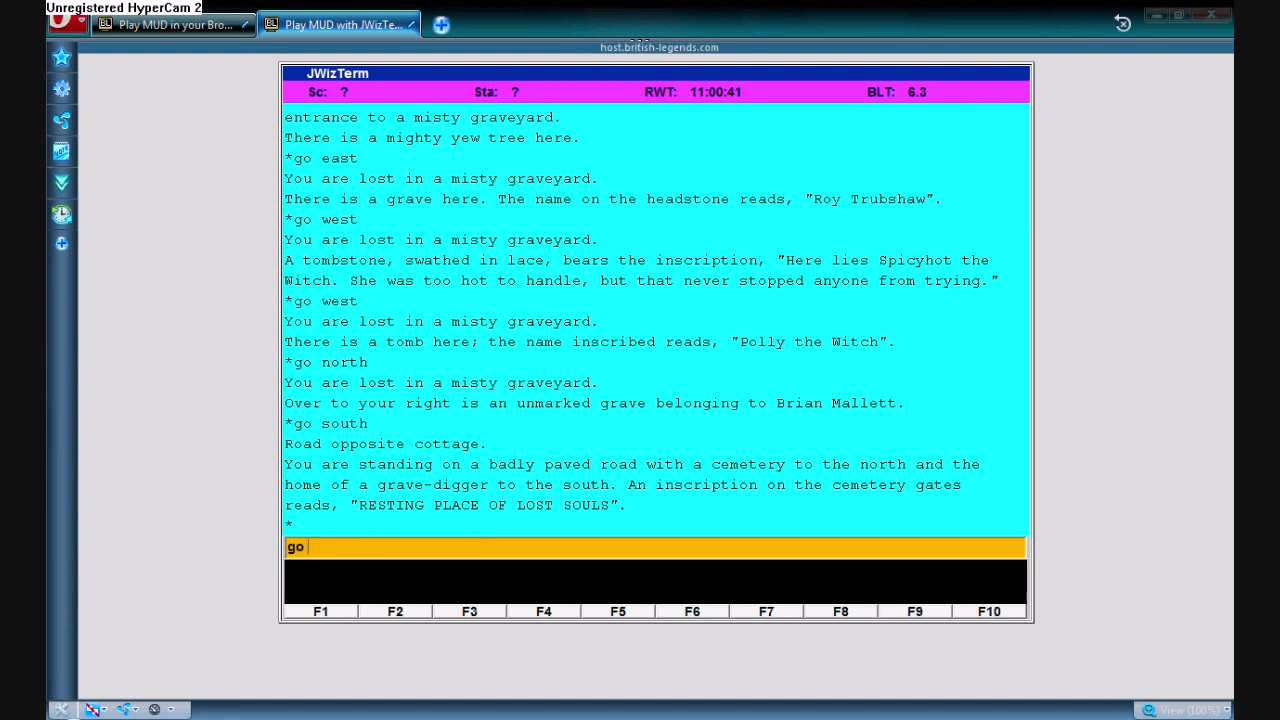 Unregistered HyperCam 2
Play MUD in your Bro...
Play MUD with JWizTe...
host.british-legends.com
JWizTerm
Sc: ? Sta: ? RWT: 11:00:41 BLT: 6.3
entrance to a misty graveyard.
There is a mighty yew tree here.
*go east
You are lost in a misty graveyard.
There is a grave here. The name on the headstone reads, "Roy Trubshaw".
*go west
You are lost in a misty graveyard.
A tombstone, swathed in lace, bears the inscription, "Here lies Spicyhot the
Witch. She was too hot to handle, but that never stopped anyone from trying."
*go west
You are lost in a misty graveyard.
There is a tomb here; the name inscribed reads, "Polly the Witch".
*go north
You are lost in a misty graveyard.
Over to your right is an unmarked grave belonging to Brian Mallett.
*go south
Road opposite cottage.
You are standing on a badly paved road with a cemetery to the north and the
home of a grave-digger to the south. An inscription on the cemetery gates
reads, "RESTING PLACE OF LOST SOULS".
*
go
F1 F2 F3 F4 F5 F6 F7 F8 F9 F10
View (100%)